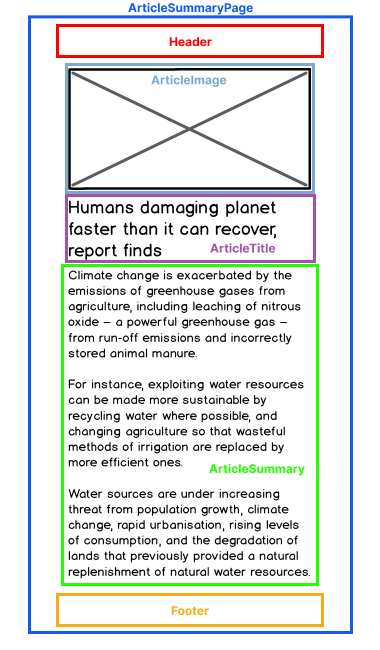 ArticleSummaryPage
Header
ArticleImage
Humans damaging planet
faster than it can recover,
report finds
ArticleTitle
Climate change is exacerbated by the
emissions of greenhouse gases from
agriculture, including leaching of nitrous
oxide – a powerful greenhouse gas –
from run-off emissions and incorrectly
stored animal manure.
For instance, exploiting water resources
can be made more sustainable by
recycling water where possible, and
changing agriculture so that wasteful
methods of irrigation are replaced by
more efficient ones.
ArticleSummary
Water sources are under increasing
threat from population growth, climate
change, rapid urbanisation, rising levels
of consumption, and the degradation of
lands that previously provided a natural
replenishment of natural water resources.
Footer